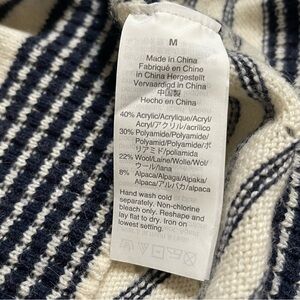 M
Made in China
Fabriqué en Chine
in China Hergestellt
Vervaardigd in China
中国製
Hecho en China
40% Acrylic/Acrylique/Acryl/
Acryl/アクリル/acrílico
30% Polyamide/Polyamide/
Polyamid/Polyamide/ポ
リアミド/poliamida
22% Wool/Laine/Wolle/Wol/
ウール/lana
8% Alpaca/Alpaga/Alpaka/
Alpaca/アルパカ/alpaca
Hand wash cold
separately. Non-chlorine
bleach only. Reshape and
lay flat to dry. Iron on
lowest setting.